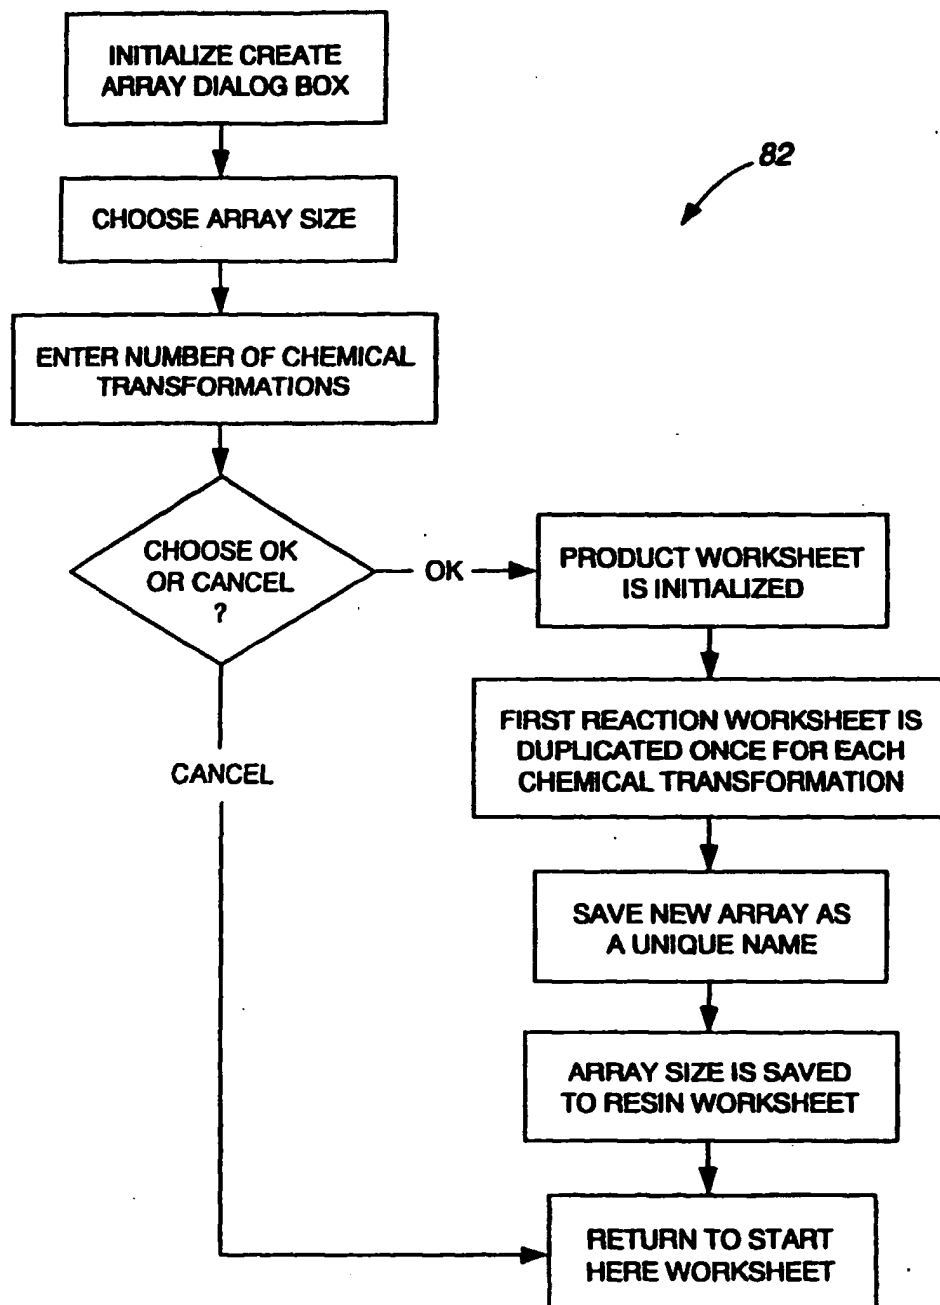 INITIALIZE CREATE
ARRAY DIALOG BOX
82
CHOOSE ARRAY SIZE
ENTER NUMBER OF CHEMICAL
TRANSFORMATIONS
CHOOSE OK
OR CANCEL
?
OK
PRODUCT WORKSHEET
IS INITIALIZED
FIRST REACTION WORKSHEET IS
DUPLICATED ONCE FOR EACH
CHEMICAL TRANSFORMATION
CANCEL
SAVE NEW ARRAY AS
A UNIQUE NAME
ARRAY SIZE IS SAVED
TO RESIN WORKSHEET
RETURN TO START
HERE WORKSHEET